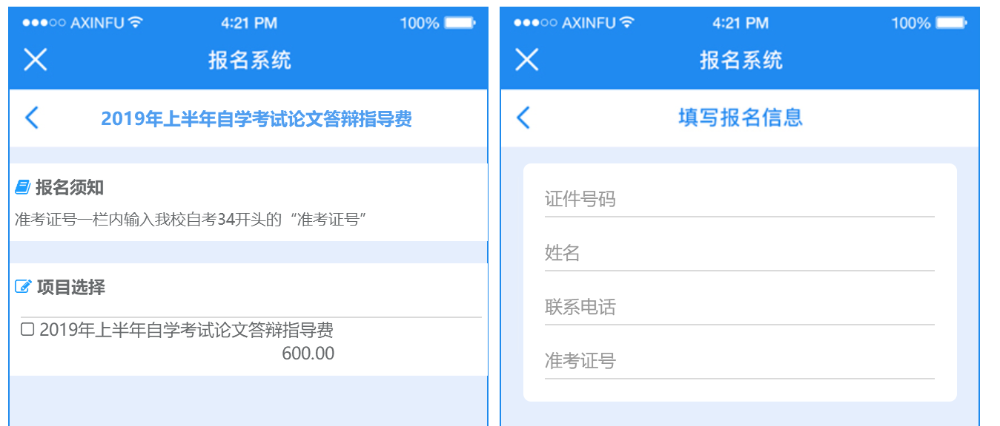 AXINFU 4:21 PM 100%
报名系统
2019年上半年自学考试论文答辩指导费
报名须知
准考证号一栏内输入我校自考34开头的“准考证号”
项目选择
2019年上半年自学考试论文答辩指导费
600.00
AXINFU 4:21 PM 100%
报名系统
填写报名信息
证件号码
姓名
联系电话
准考证号